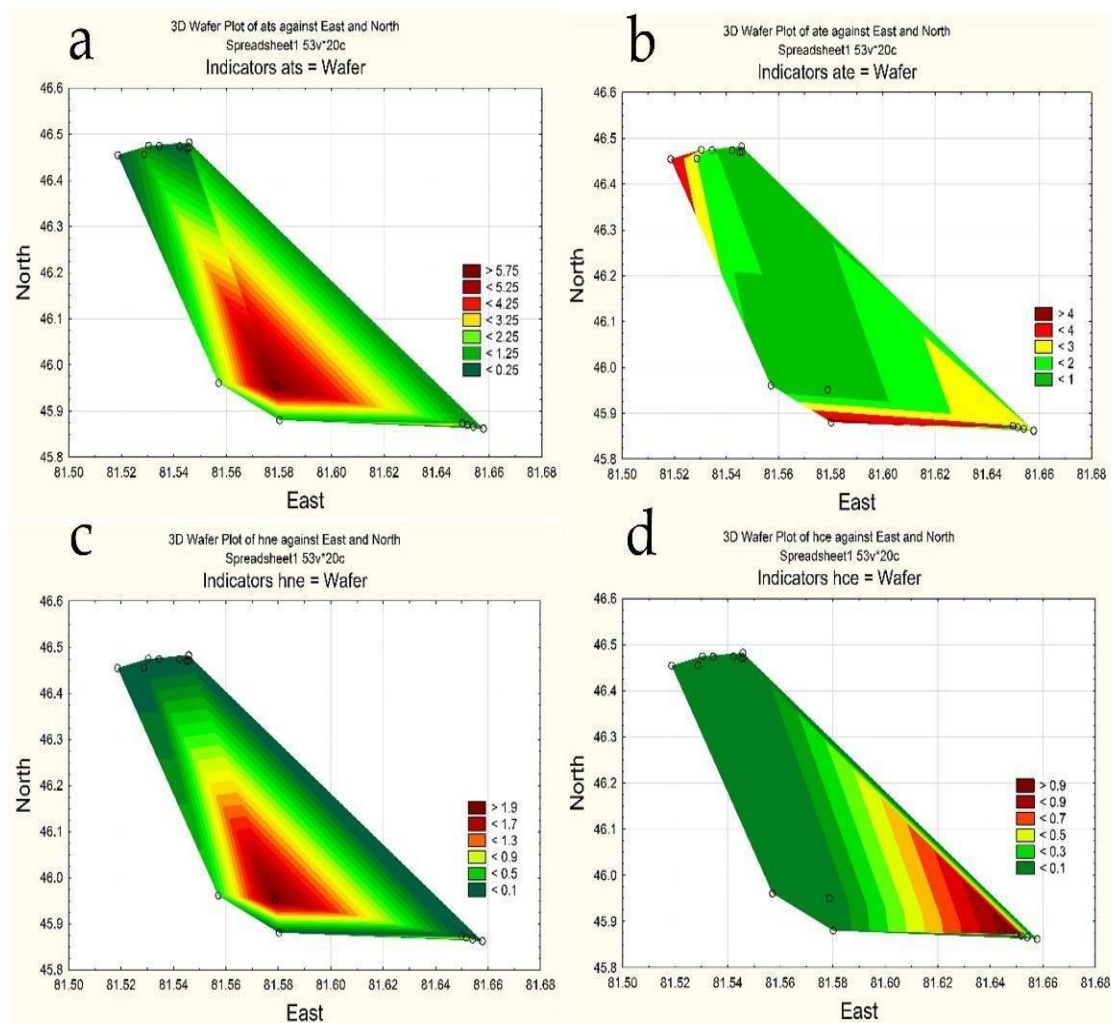 a
3D Wafer Plot of ats against East and North
Spreadsheet1 53v*20c
Indicators ats = Wafer
North
46.6
46.5
46.4
46.3
46.2
46.1
46.0
45.9
45.8
> 5.75
< 5.25
< 4.25
< 3.25
< 2.25
< 1.25
< 0.25
81.50 81.52 81.54 81.56 81.58 81.60 81.62 81.64 81.66 81.68
East
b
3D Wafer Plot of ate against East and North
Spreadsheet1 53v*20c
Indicators ate = Wafer
North
46.6
46.5
46.4
46.3
46.2
46.1
46.0
45.9
45.8
> 4
< 4
< 3
< 2
< 1
81.50 81.52 81.54 81.56 81.58 81.60 81.62 81.64 81.66 81.68
East
c
3D Wafer Plot of hne against East and North
Spreadsheet1 53v*20c
Indicators hne = Wafer
North
46.6
46.5
46.4
46.3
46.2
46.1
46.0
45.9
45.8
> 1.9
< 1.7
< 1.3
< 0.9
< 0.5
< 0.1
81.50 81.52 81.54 81.56 81.58 81.60 81.62 81.64 81.66 81.68
East
d
3D Wafer Plot of hce against East and North
Spreadsheet1 53v*20c
Indicators hce = Wafer
North
46.6
46.5
46.4
46.3
46.2
46.1
46.0
45.9
45.8
> 0.9
< 0.9
< 0.7
< 0.5
< 0.3
< 0.1
81.50 81.52 81.54 81.56 81.58 81.60 81.62 81.64 81.66 81.68
East